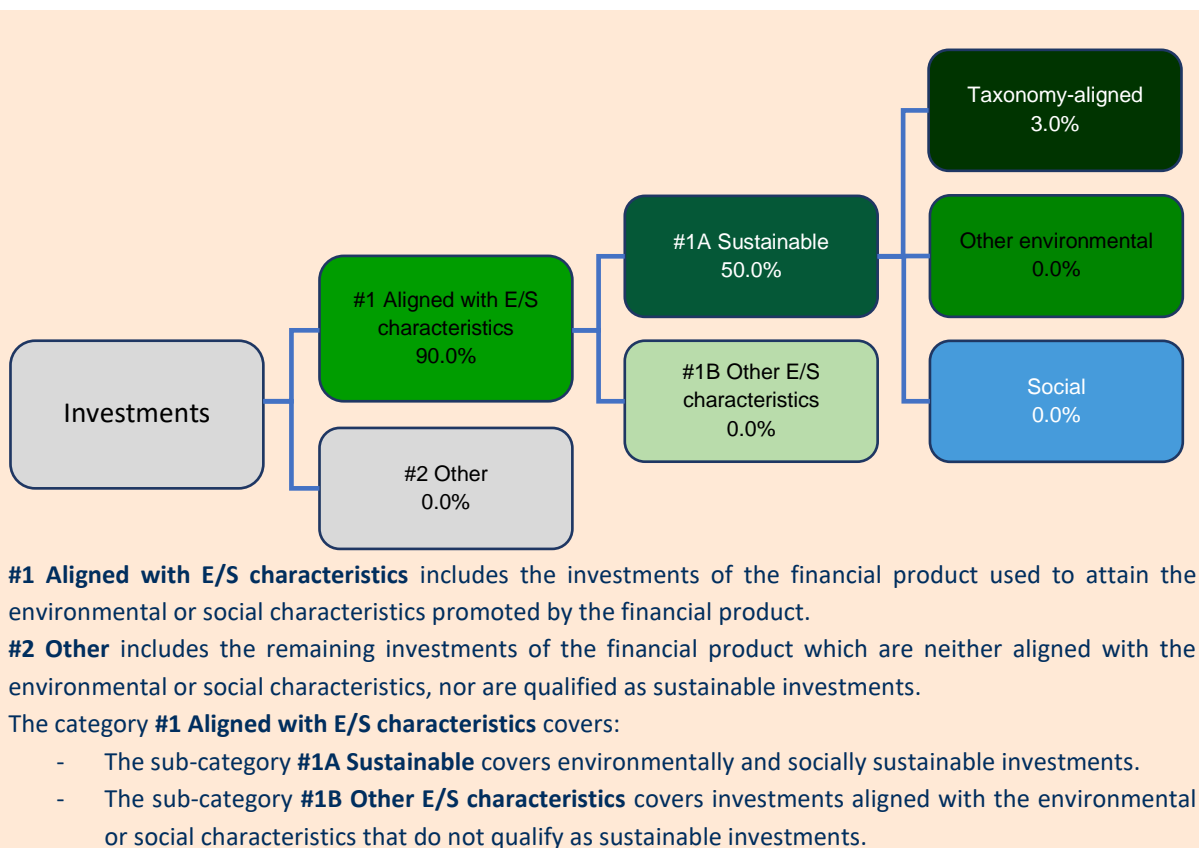 Taxonomy-aligned
3.0%
#1A Sustainable
50.0%
Other environmental
0.0%
#1 Aligned with E/S
characteristics
90.0%
Investments
#1B Other E/S
characteristics
0.0%
Social
0.0%
#2 Other
0.0%
#1 Aligned with E/S characteristics includes the investments of the financial product used to attain the
environmental or social characteristics promoted by the financial product.
#2 Other includes the remaining investments of the financial product which are neither aligned with the
environmental or social characteristics, nor are qualified as sustainable investments.
The category #1 Aligned with E/S characteristics covers:
- The sub-category #1A Sustainable covers environmentally and socially sustainable investments.
- The sub-category #1B Other E/S characteristics covers investments aligned with the environmental
or social characteristics that do not qualify as sustainable investments.